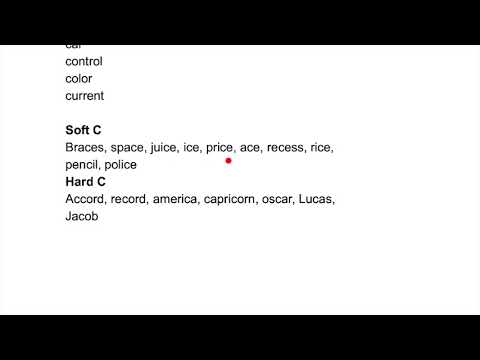 control
color
current
Soft C
Braces, space, juice, ice, price, ace, recess, rice,
pencil, police
Hard C
Accord, record, america, capricorn, oscar, Lucas,
Jacob